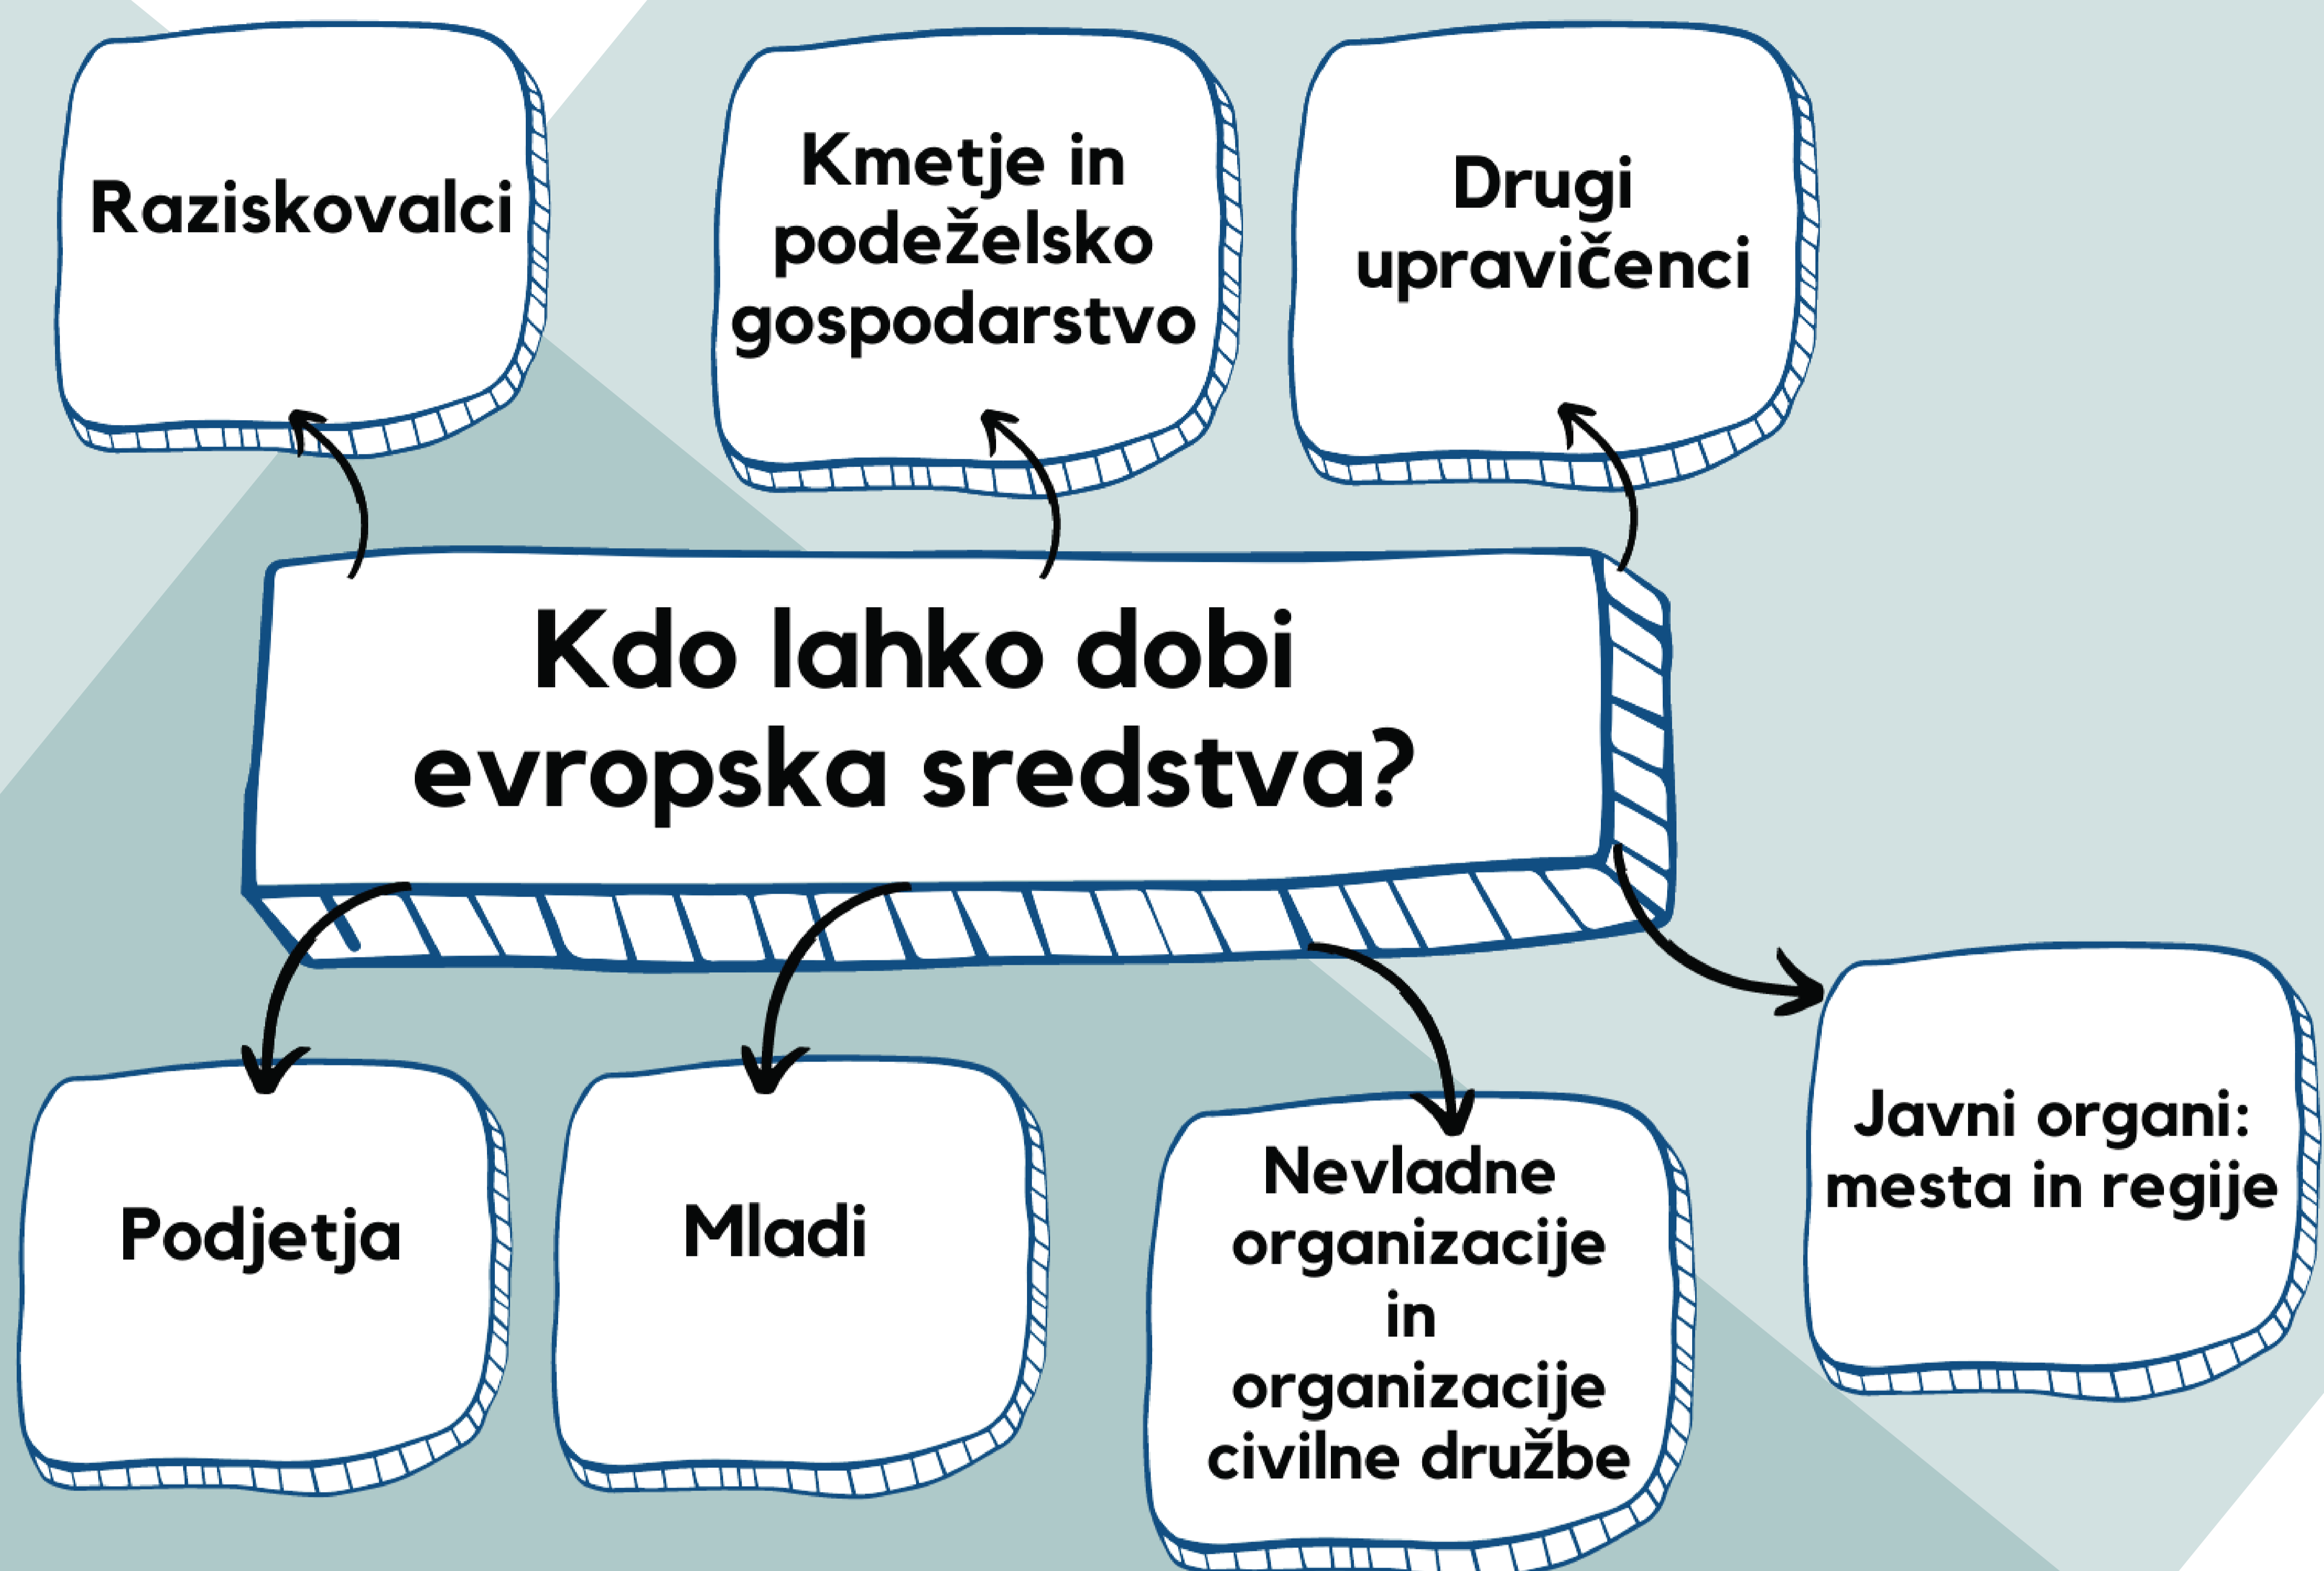 Raziskovalci
Kmetje in
podeželsko
gospodarstvo
Drugi
upravičenci
Kdo lahko dobi
evropska sredstva?
Podjetja
Mladi
Nevladne
organizacije
in
organizacije
civilne družbe
Javni organi:
mesta in regije